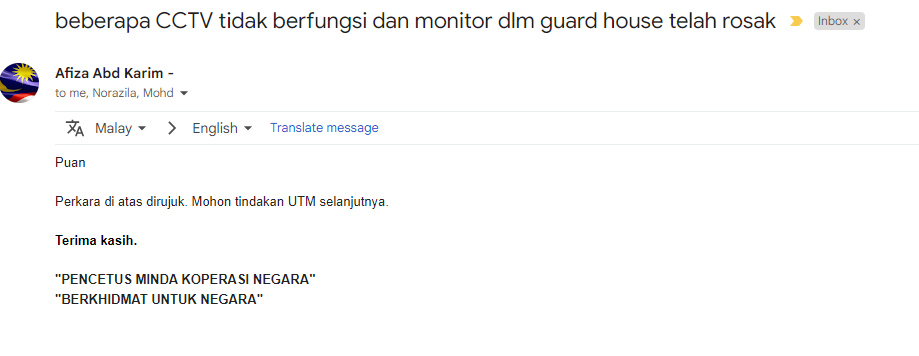 beberapa CCTV tidak berfungsi dan monitor dlm guard house telah rosak
Inbox ×
Afiza Abd Karim -
to me, Norazila, Mohd
Malay > English Translate message
Puan
Perkara di atas dirujuk. Mohon tindakan UTM selanjutnya.
Terima kasih.
"PENCETUS MINDA KOPERASI NEGARA"
"BERKHIDMAT UNTUK NEGARA"